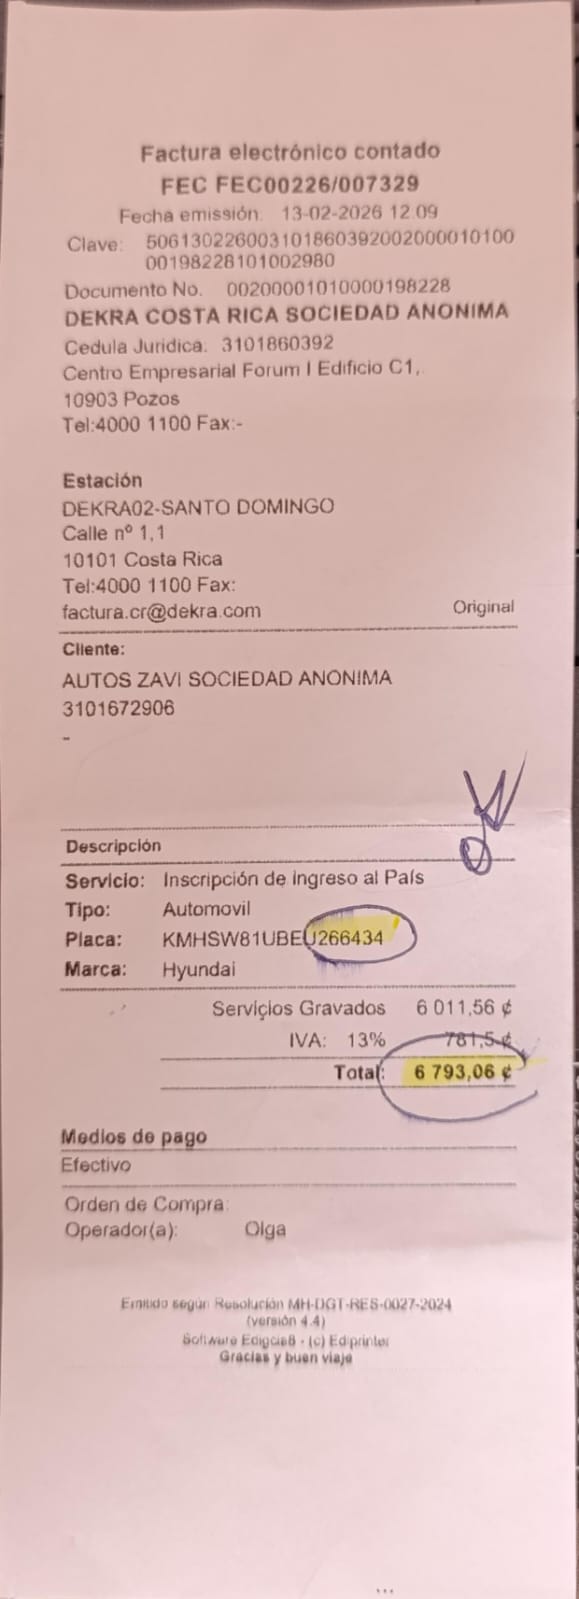 Factura electrónico contado
FEC FEC00226/007329
Fecha emisión: 13-02-2026 12.09
Clave: 50613022600310186039200200001010000198228101002980
Documento No. 00200001010000198228
DEKRA COSTA RICA SOCIEDAD ANONIMA
Cedula Juridica. 3101860392
Centro Empresarial Forum I Edificio C1,.
10903 Pozos
Tel:4000 1100 Fax:-
Estación
DEKRA02-SANTO DOMINGO
Calle nº 1,1
10101 Costa Rica
Tel:4000 1100 Fax:
factura.cr@dekra.com Original
Cliente:
AUTOS ZAVI SOCIEDAD ANONIMA
3101672906
-
Descripción
Servicio: Inscripción de ingreso al País
Tipo: Automovil
Placa: KMHSW81UBEU266434
Marca: Hyundai
Servicios Gravados 6 011,56 ¢
IVA: 13% 781,5 ¢
Total: 6 793,06 ¢
Medios de pago
Efectivo
Orden de Compra:
Operador(a): Olga
Emitido según Resolución MH-DGT-RES-0027-2024
(versión 4.4)
Software - (c) Ediprinter
Gracias y buen viaje